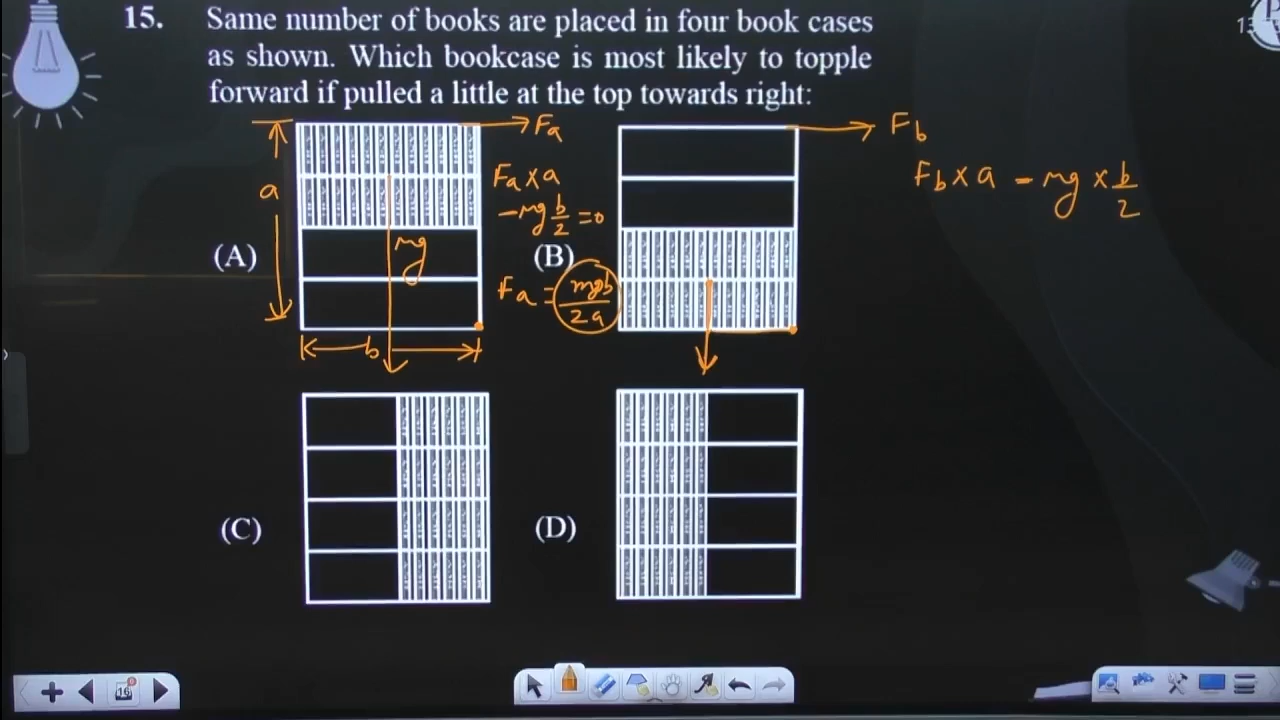 15. Same number of books are placed in four book cases
as shown. Which bookcase is most likely to topple
forward if pulled a little at the top towards right:
Fa
Fb
a
Fa × a
- mg b/2 = 0
Fb × a - mg × b/2
(A)
mg
(B)
Fa = mgb/2a
b
(C)
(D)